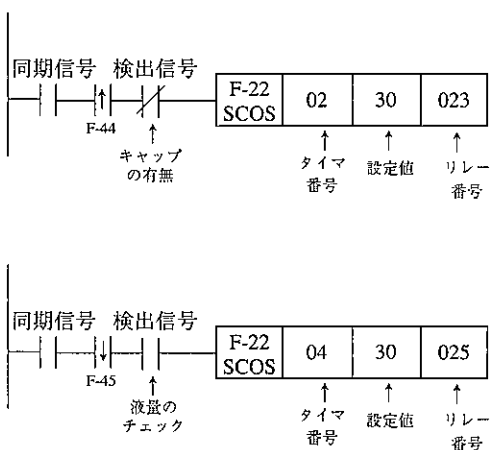 同期信号 検出信号
F-44
キャップ
の有無
F-22
SCOS
02
30
023
タイマ
番号
設定値
リレー
番号
同期信号 検出信号
F-45
液量の
チェック
F-22
SCOS
04
30
025
タイマ
番号
設定値
リレー
番号